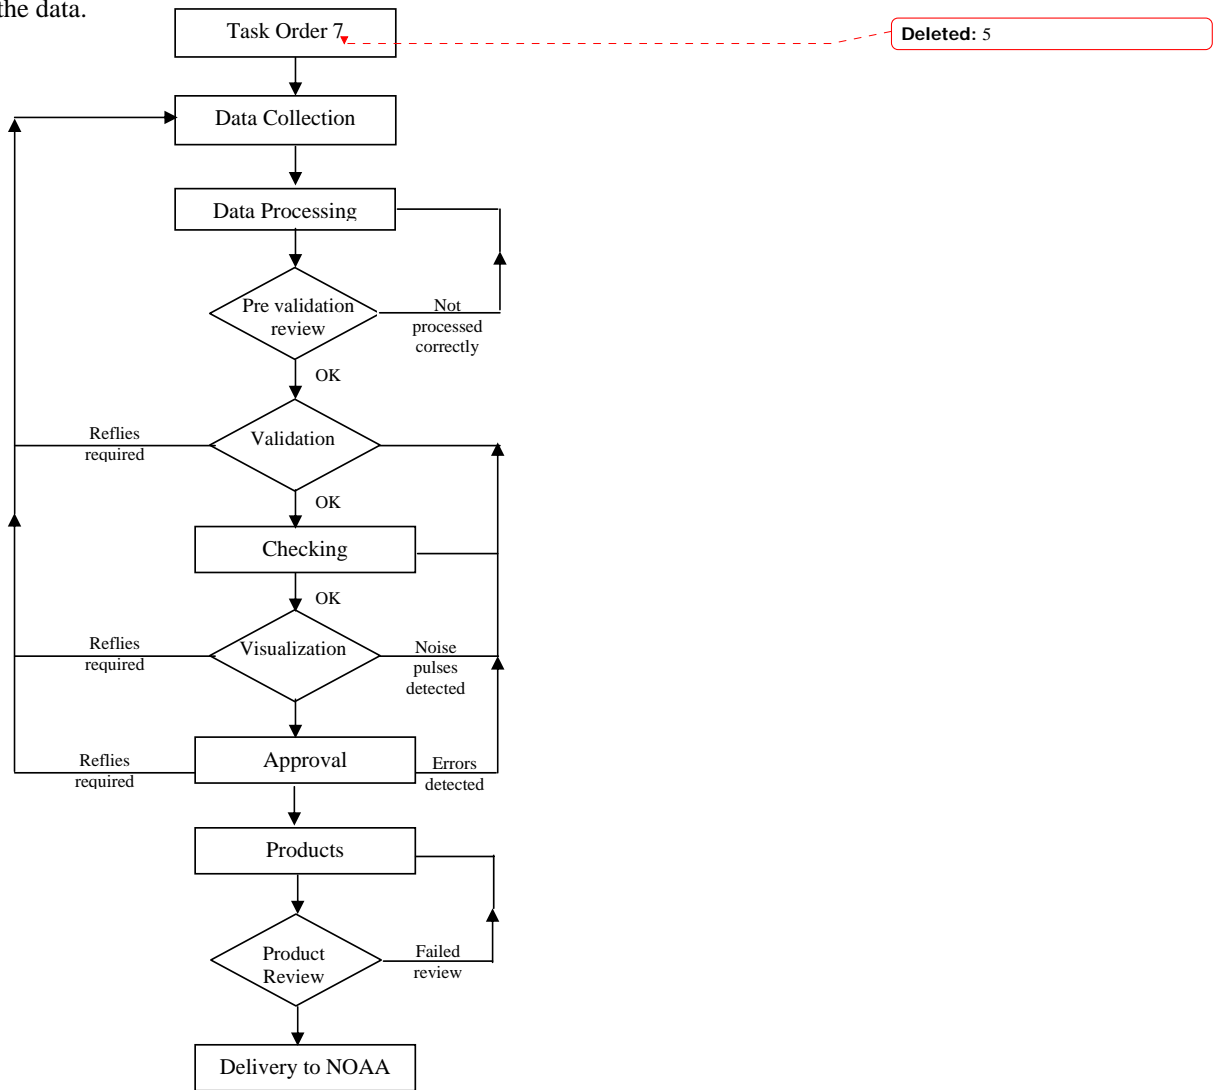 the data.
Task Order 7
Deleted: 5
Data Collection
Data Processing
Pre validation
review
Not
processed
correctly
OK
Reflies
required
Validation
OK
Checking
OK
Reflies
required
Visualization
Noise
pulses
detected
Reflies
required
Approval
Errors
detected
Products
Product
Review
Failed
review
Delivery to NOAA